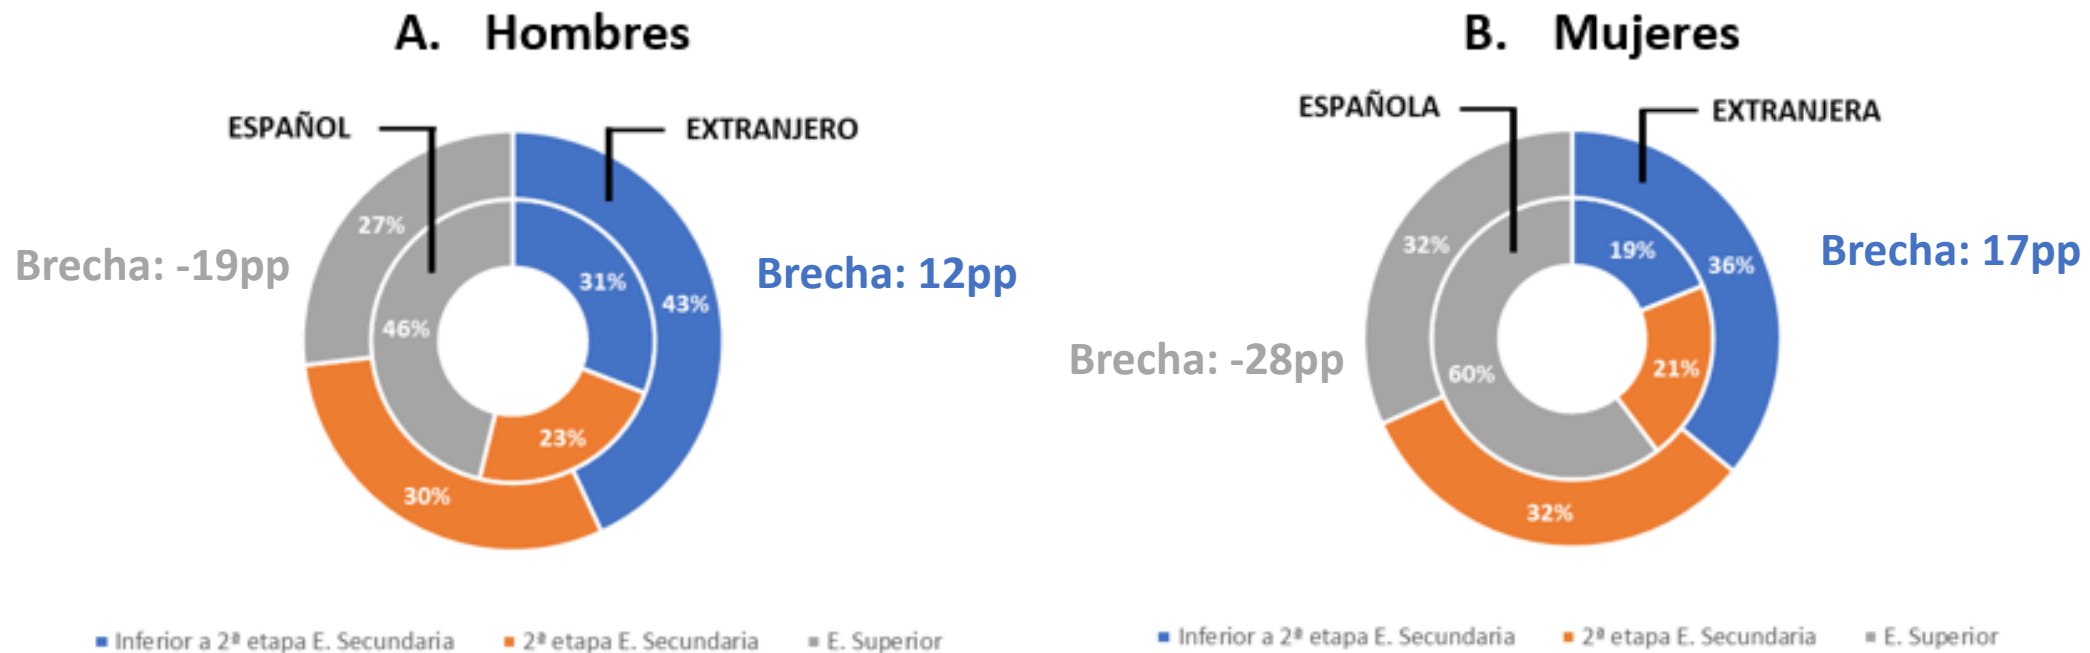 A. Hombres
ESPAÑOL
EXTRANJERO
27%
Brecha: -19pp
31%
43%
Brecha: 12pp
46%
23%
30%
■ Inferior a 2ª etapa E. Secundaria ■ 2ª etapa E. Secundaria ■ E. Superior
B. Mujeres
ESPAÑOLA
EXTRANJERA
32%
19%
36%
Brecha: 17pp
Brecha: -28pp
60%
21%
32%
■ Inferior a 2ª etapa E. Secundaria ■ 2ª etapa E. Secundaria ■ E. Superior